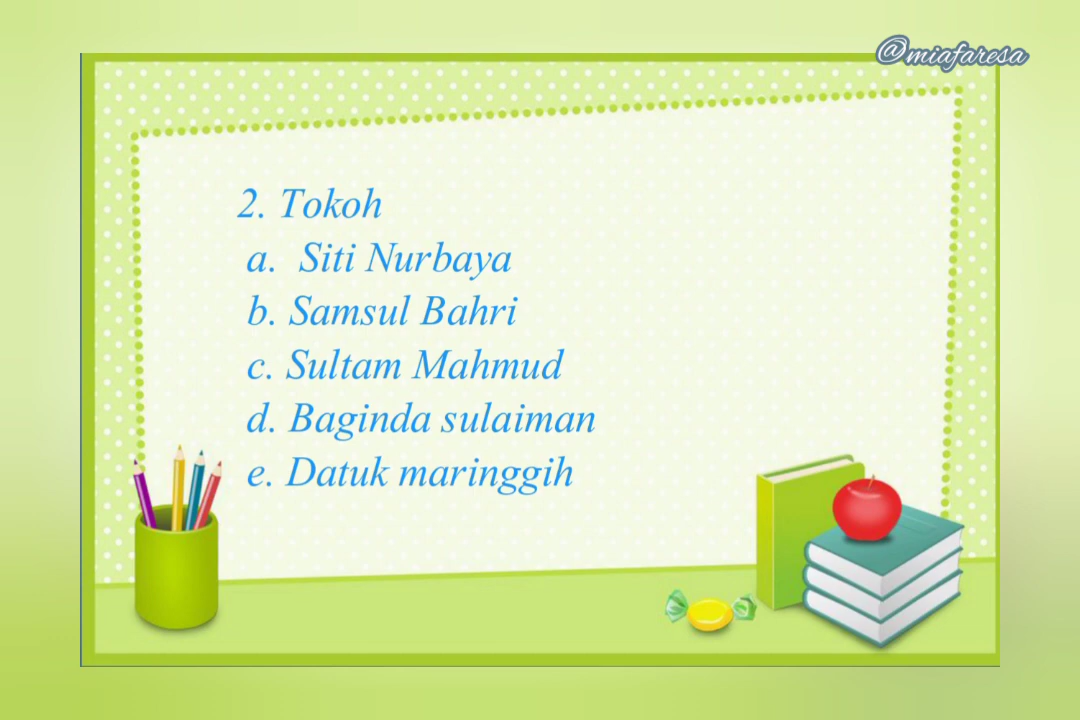 @miafaresa
2. Tokoh
a. Siti Nurbaya
b. Samsul Bahri
c. Sultam Mahmud
d. Baginda sulaiman
e. Datuk maringgih